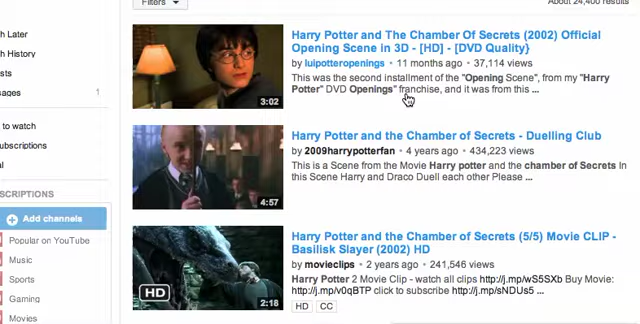 Filters
About 24,400 results
h Later
h History
sts
sages 1
to watch
bscriptions
al
SCRIPTIONS
Add channels
Popular on YouTube
Music
Sports
Gaming
Movies
3:02
Harry Potter and The Chamber Of Secrets (2002) Official
Opening Scene in 3D - [HD] - [DVD Quality}
by luipotteropenings • 11 months ago • 37,114 views
This was the second installment of the "Opening Scene", from my "Harry
Potter" DVD Openings" franchise, and it was from this ...
4:57
Harry Potter and the Chamber of Secrets - Duelling Club
by 2009harrypotterfan • 4 years ago • 434,223 views
This is a Scene from the Movie Harry potter and the chamber of Secrets In
this Scene Harry and Draco Duell each other Please ...
HD
2:18
Harry Potter and the Chamber of Secrets (5/5) Movie CLIP -
Basilisk Slayer (2002) HD
by movieclips • 2 years ago • 241,546 views
Harry Potter 2 Movie Clip - watch all clips http://j.mp/wS5SXb Buy Movie:
http://j.mp/v0qBTP click to subscribe http://j.mp/sNDUs5 ...
HD CC